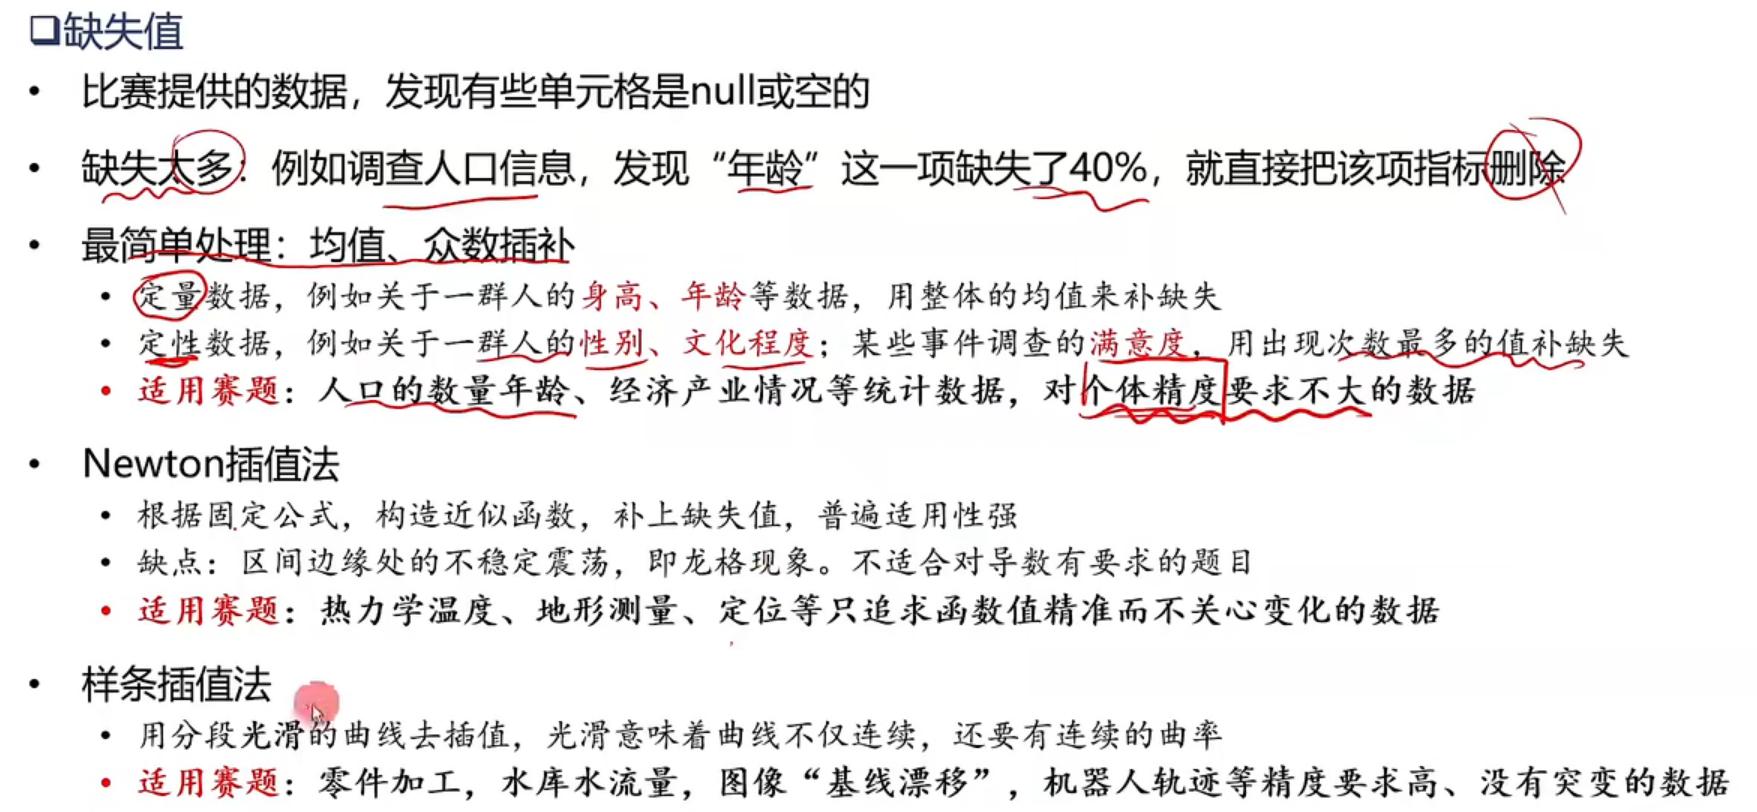 ❑缺失值
• 比赛提供的数据，发现有些单元格是null或空的
• 缺失太多：例如调查人口信息，发现“年龄”这一项缺失了40%，就直接把该项指标删除
• 最简单处理：均值、众数插补
• 定量数据，例如关于一群人的身高、年龄等数据，用整体的均值来补缺失
• 定性数据，例如关于一群人的性别、文化程度；某些事件调查的满意度，用出现次数最多的值补缺失
• 适用赛题：人口的数量年龄、经济产业情况等统计数据，对个体精度要求不大的数据
• Newton插值法
• 根据固定公式，构造近似函数，补上缺失值，普遍适用性强
• 缺点：区间边缘处的不稳定震荡，即龙格现象。不适合对导数有要求的题目
• 适用赛题：热力学温度、地形测量、定位等只追求函数值精准而不关心变化的数据
• 样条插值法
• 用分段光滑的曲线去插值，光滑意味着曲线不仅连续，还要有连续的曲率
• 适用赛题：零件加工，水库水流量，图像“基线漂移”，机器人轨迹等精度要求高、没有突变的数据